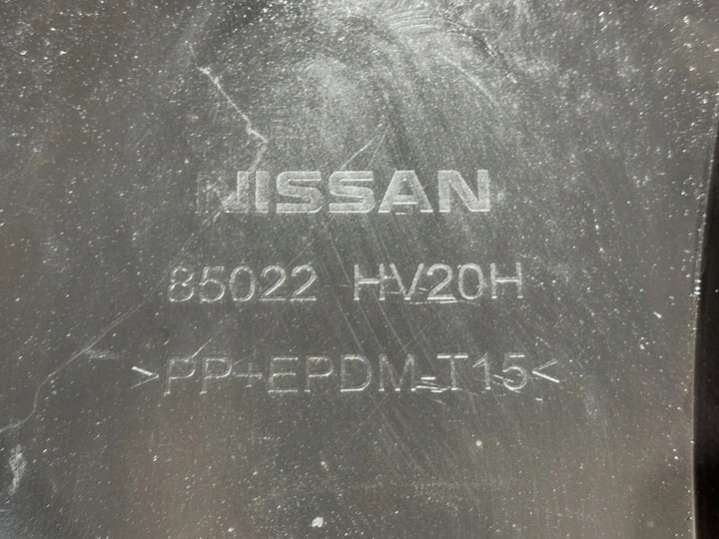 NISSAN
85022 HV20H
>PP+EPDM-T15<